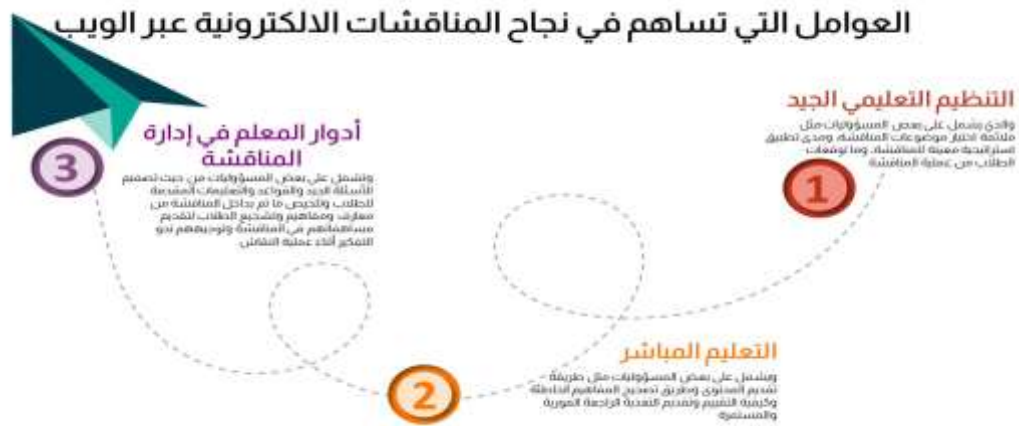 العوامل التي تساهم في نجاح المناقشات الالكترونية عبر الويب
التنظيم التعليمي الجيد
والذي يشمل على بعض المسؤوليات مثل
ملائمة اختيار موضوعات المناقشة، ومدى تطبيق
استراتيجية معينة للمناقشة، وما توقعات
الطلاب من عملية المناقشة
1
التعليم المباشر
ويشمل على بعض المسؤوليات مثل طريقة
تقديم المحتوى وطريق تصحيح المفاهيم الخاطئة
وكيفية التقييم وتقديم التغذية الراجعة الفورية
والمستمرة
2
أدوار المعلم في إدارة
المناقشة
وتشمل على بعض المسؤوليات من حيث تصميم
الأسئلة الجيد والقواعد والتعليمات المقدمة
للطلاب وتلخيص ما تم بداخل المناقشة من
معارف ومفاهيم وتشجيع الطلاب لتقديم
مساهماتهم في المناقشة وتوجيههم نحو
التفكير أثناء عملية النقاش
3